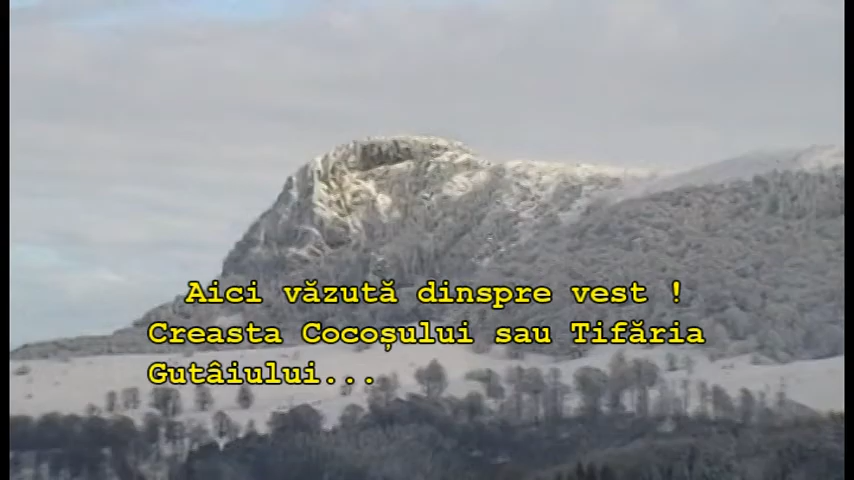 Aici văzută dinspre vest !
Creasta Cocoșului sau Tifăria
Gutâiului...